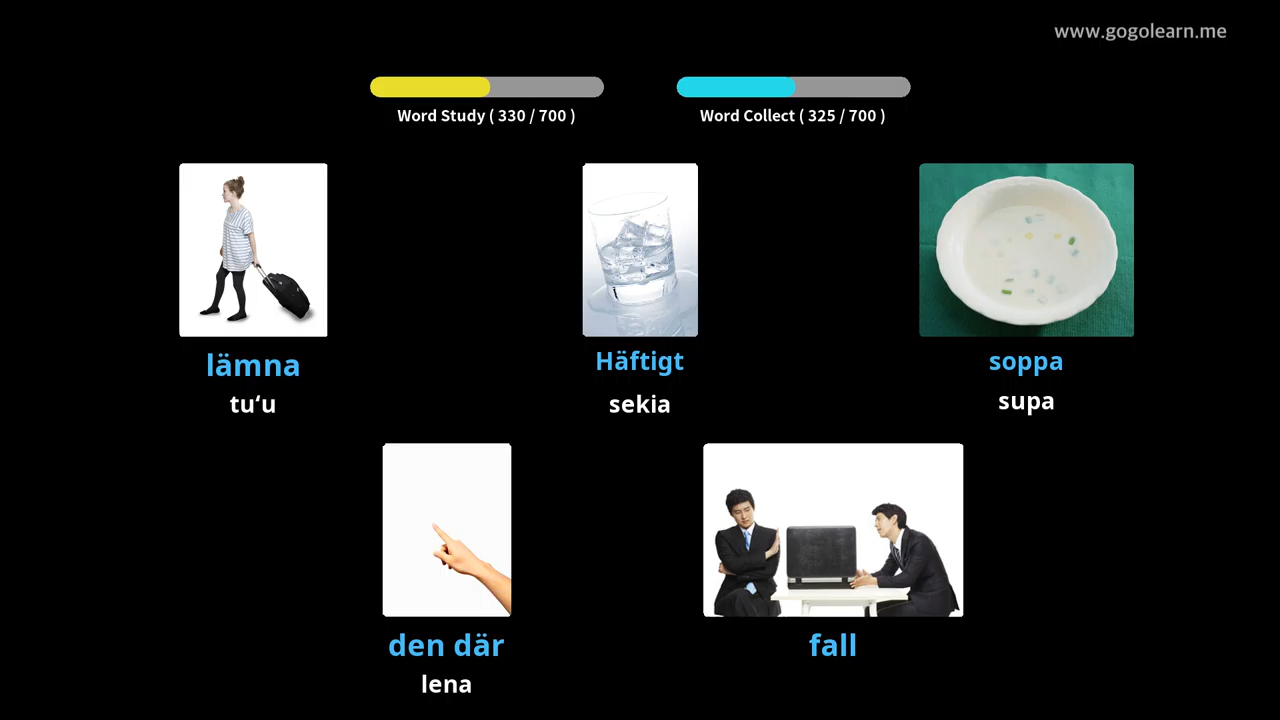 www.gogolearn.me
Word Study ( 330 / 700 )
Word Collect ( 325 / 700 )
lämna
tuʻu
Häftigt
sekia
soppa
supa
den där
lena
fall